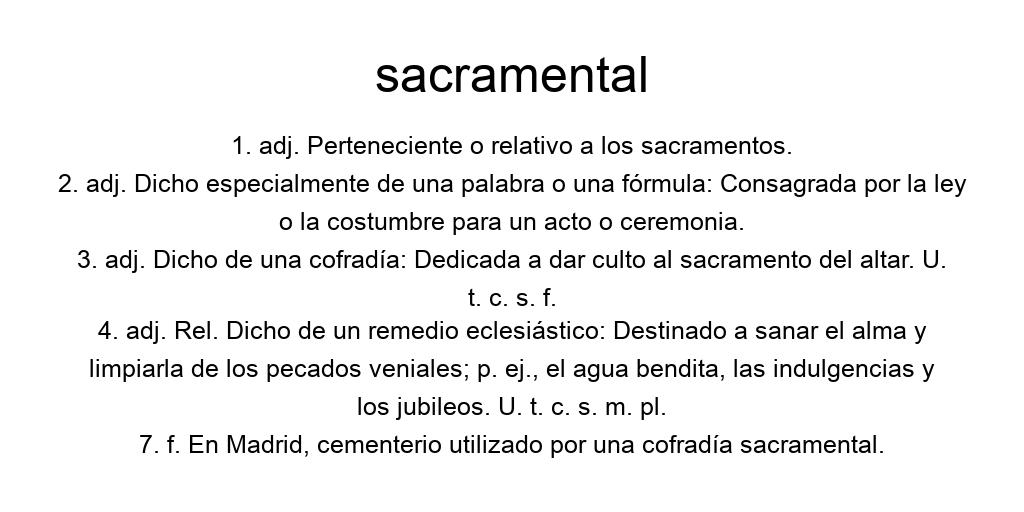 sacramental
1. adj. Perteneciente o relativo a los sacramentos.
2. adj. Dicho especialmente de una palabra o una fórmula: Consagrada por la ley
o la costumbre para un acto o ceremonia.
3. adj. Dicho de una cofradía: Dedicada a dar culto al sacramento del altar. U.
t. c. s. f.
4. adj. Rel. Dicho de un remedio eclesiástico: Destinado a sanar el alma y
limpiarla de los pecados veniales; p. ej., el agua bendita, las indulgencias y
los jubileos. U. t. c. s. m. pl.
7. f. En Madrid, cementerio utilizado por una cofradía sacramental.